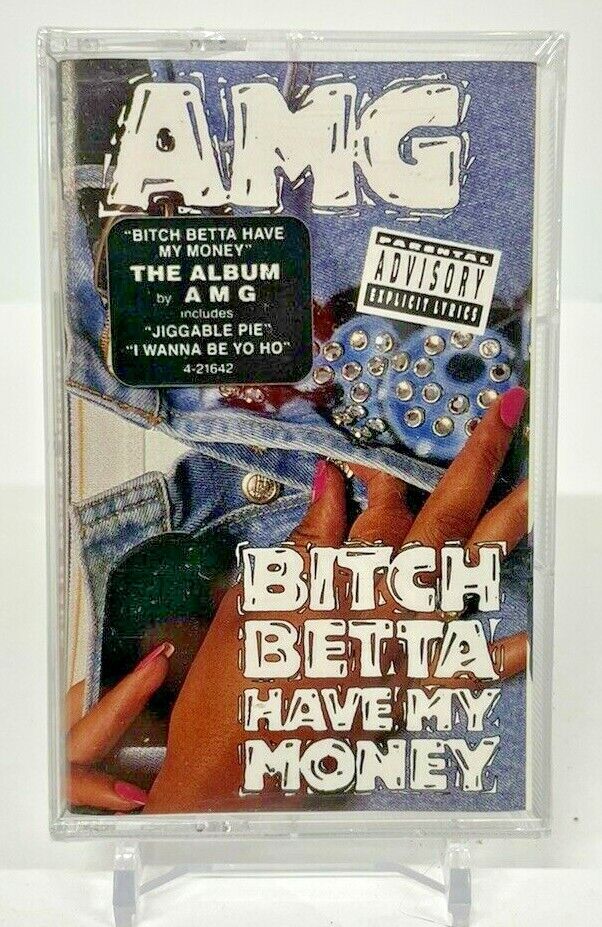 AMG
"BITCH BETTA HAVE
MY MONEY"
THE ALBUM
by AMG
includes
"JIGGABLE PIE"
"I WANNA BE YO HO"
4-21642
PARENTAL
ADVISORY
EXPLICIT LYRICS
BITCH
BETTA
HAVE MY
MONEY